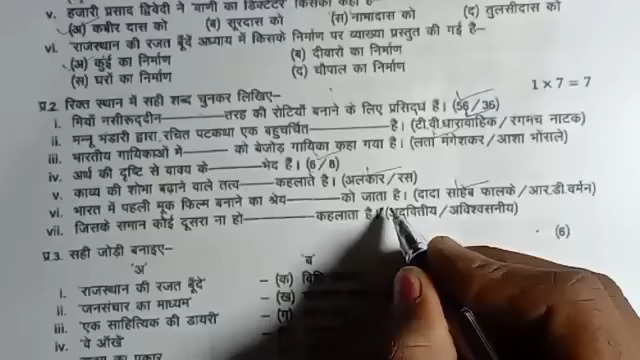 v. हजारी प्रसाद द्विवेदी ने वाणी का डिक्टेटर किसको कहा है-
(अ) कबीर दास को (ब) सूरदास को (स) नाभादास को (द) तुलसीदास को
vi. राजस्थान की रजत बूँदें अध्याय में किसके निर्माण पर व्याख्या प्रस्तुत की गई है–
(अ) कुंई का निर्माण (ब) दीवारों का निर्माण
(स) घरों का निर्माण (द) चौपाल का निर्माण
प्र.2. रिक्त स्थान में सही शब्द चुनकर लिखिए– 1 × 7 = 7
i. मियाँ नसीरूद्दीन————तरह की रोटियाँ बनाने के लिए प्रसिद्ध है। (56/36)
ii. मन्नू भंडारी द्वारा रचित पटकथा एक बहुचर्चित————है। (टी.वी.धारावाहिक/रंगमंच नाटक)
iii. भारतीय गायिकाओं में———को बेजोड़ गायिका कहा गया है। (लता मंगेशकर/आशा भोंसले)
iv. अर्थ की दृष्टि से वाक्य के————भेद हैं। (6/8)
v. काव्य की शोभा बढ़ाने वाले तत्व————कहलाते है। (अलंकार/रस)
vi. भारत में पहली मूक फिल्म बनाने का श्रेय————को जाता है। (दादा साहेब फालके/आर.डी.वर्मन)
vii. जिसके समान कोई दूसरा ना हो————कहलाता है। (अद्वितीय/अविश्वसनीय)
प्र.3. सही जोड़ी बनाइए– (6)
'अ' 'ब'
i. 'राजस्थान की रजत बूँदें' – (क)
ii. 'जनसंचार का माध्यम' – (ख)
iii. 'एक साहित्यिक की डायरी' – (ग)
iv. 'वे आँखें'
का प्रकार